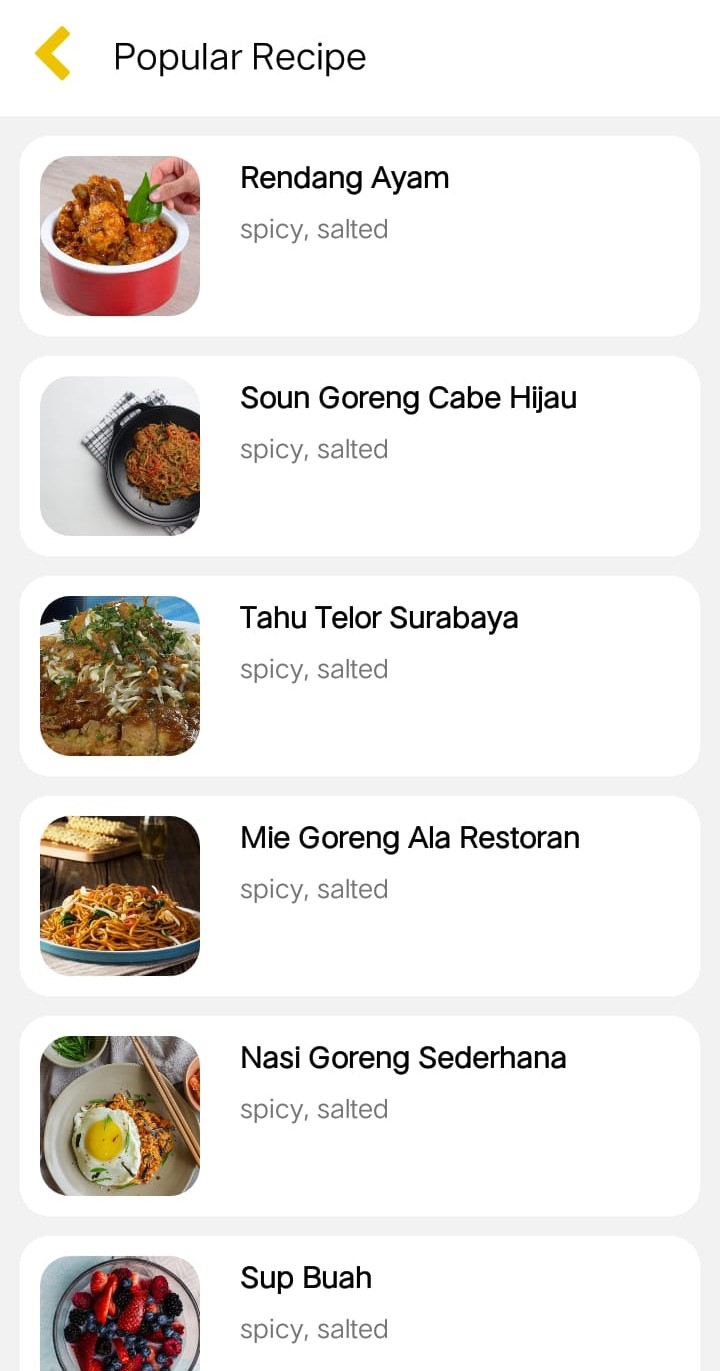 Popular Recipe
Rendang Ayam
spicy, salted
Soun Goreng Cabe Hijau
spicy, salted
Tahu Telor Surabaya
spicy, salted
Mie Goreng Ala Restoran
spicy, salted
Nasi Goreng Sederhana
spicy, salted
Sup Buah
spicy, salted